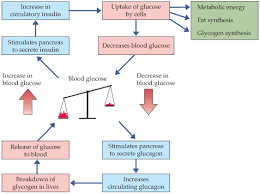 Increase in
circulatory insulin
Uptake of glucose
by cells
Metabolic energy
Fat synthesis
Glycogen synthesis
Stimulates pancreas
to secrete insulin
Decreases blood glucose
Increase in
blood glucose
Blood glucose
Decrease in
blood glucose
Release of glucose
to blood
Stimulates pancreas
to secrete glucagon
Breakdown of
glycogen in liver
Increases
circulating glucagon